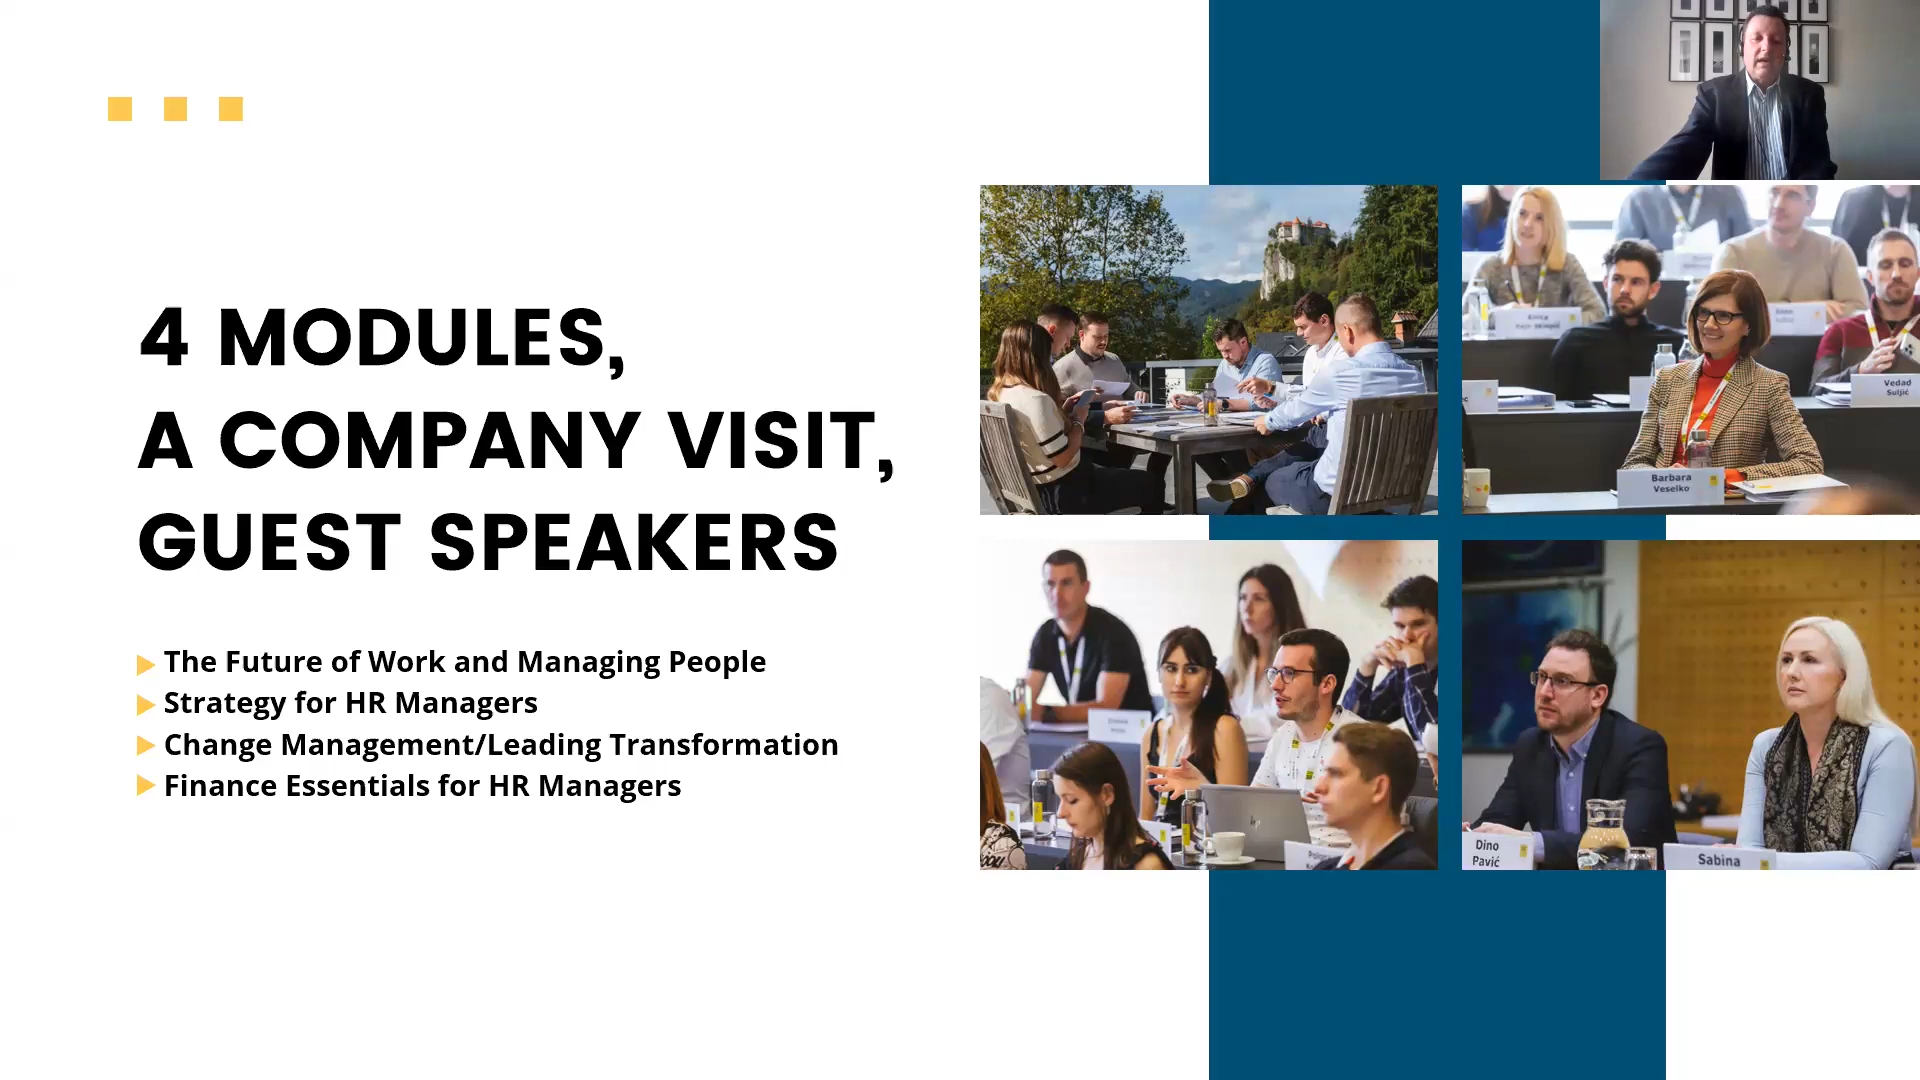 4 MODULES,
A COMPANY VISIT,
GUEST SPEAKERS
The Future of Work and Managing People
Strategy for HR Managers
Change Management/Leading Transformation
Finance Essentials for HR Managers
Vedad
Suljić
Barbara
Veselko
Dino
Pavić
Sabina